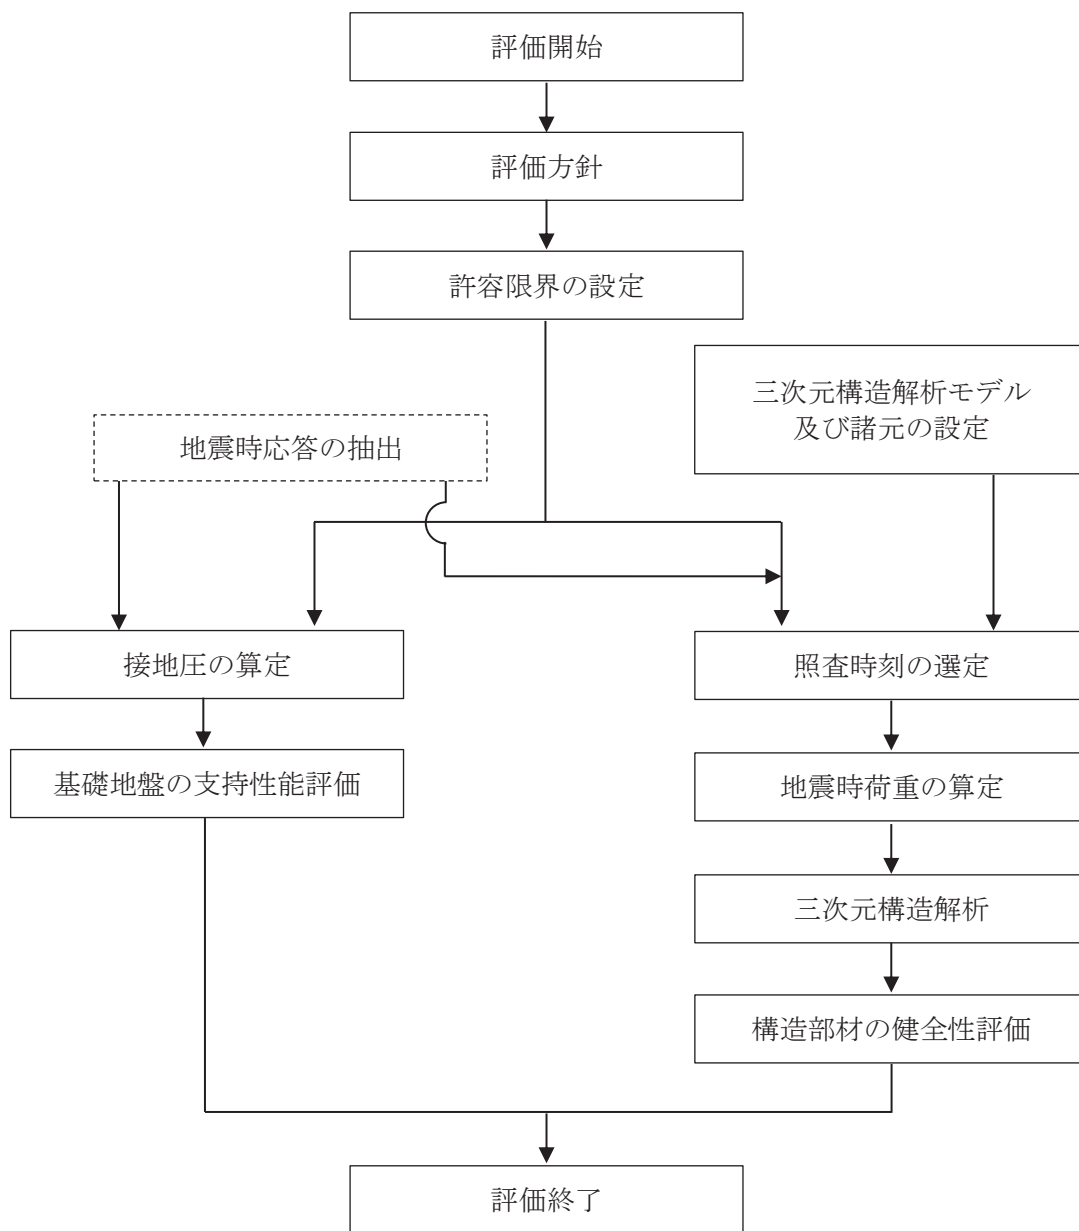 評価開始
評価方針
許容限界の設定
三次元構造解析モデル
及び諸元の設定
地震時応答の抽出
接地圧の算定
照査時刻の選定
基礎地盤の支持性能評価
地震時荷重の算定
三次元構造解析
構造部材の健全性評価
評価終了